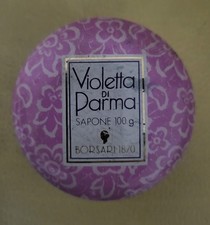 Violetta
DI
Parma
SAPONE 100 g
BORSARI 1870